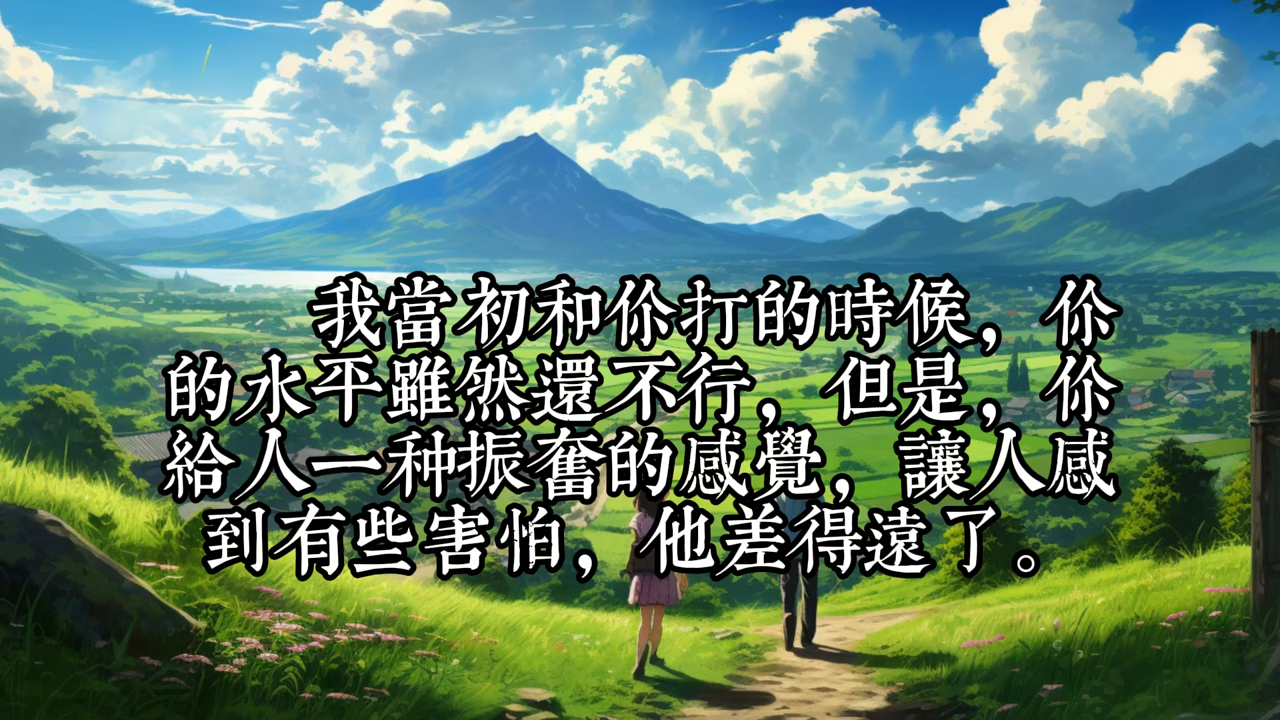 我當初和伱打的時候，伱
的水平雖然還不行，但是，伱
給人一种振奮的感覺，讓人感
到有些害怕，他差得遠了。